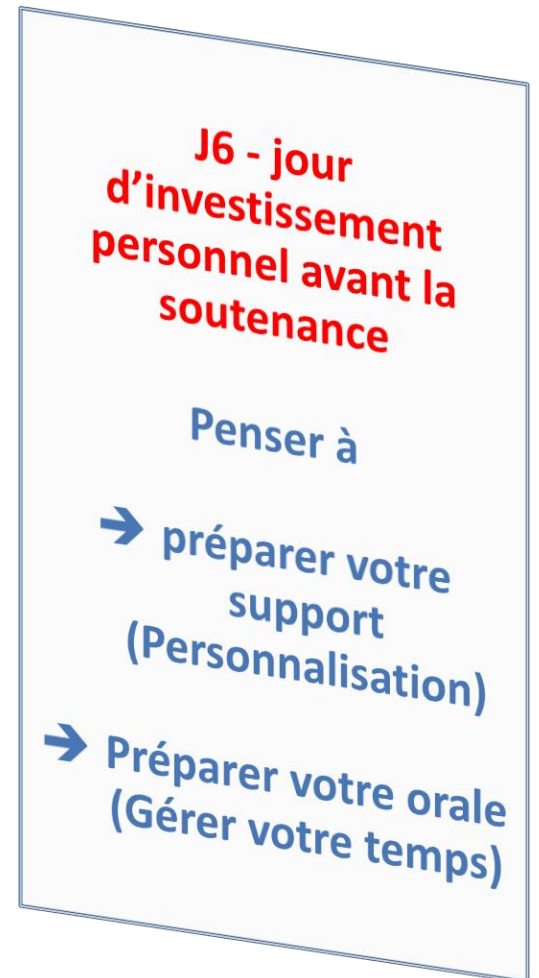 J6 - jour
d’investissement
personnel avant la
soutenance
Penser à
➔ préparer votre
support
(Personnalisation)
➔ Préparer votre orale
(Gérer votre temps)